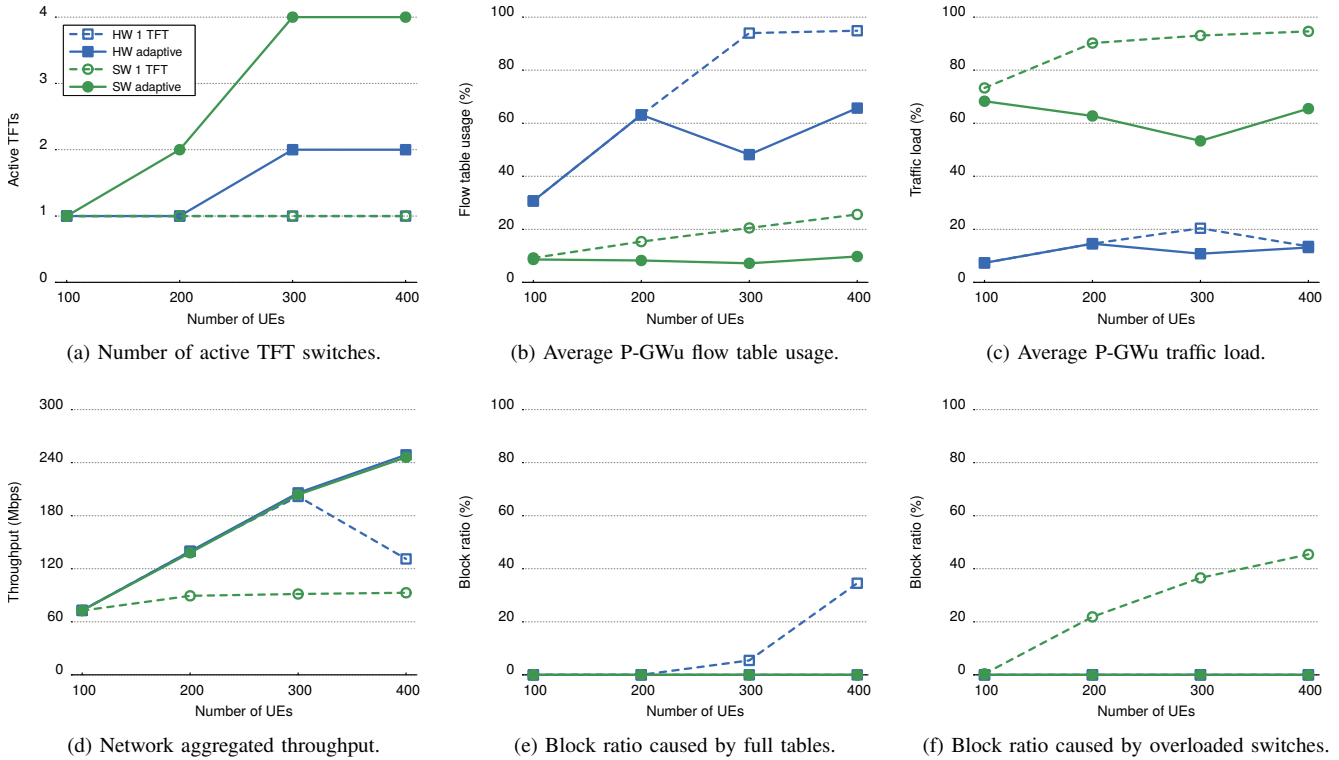 4
3
2
1
0
Active TFTs
HW 1 TFT
HW adaptive
SW 1 TFT
SW adaptive
100 200 300 400
Number of UEs
(a) Number of active TFT switches.
100
80
60
40
20
0
Flow table usage (%)
100 200 300 400
Number of UEs
(b) Average P-GWu flow table usage.
100
80
60
40
20
0
Traffic load (%)
100 200 300 400
Number of UEs
(c) Average P-GWu traffic load.
300
240
180
120
60
0
Throughput (Mbps)
100 200 300 400
Number of UEs
(d) Network aggregated throughput.
100
80
60
40
20
0
Block ratio (%)
100 200 300 400
Number of UEs
(e) Block ratio caused by full tables.
100
80
60
40
20
0
Block ratio (%)
100 200 300 400
Number of UEs
(f) Block ratio caused by overloaded switches.